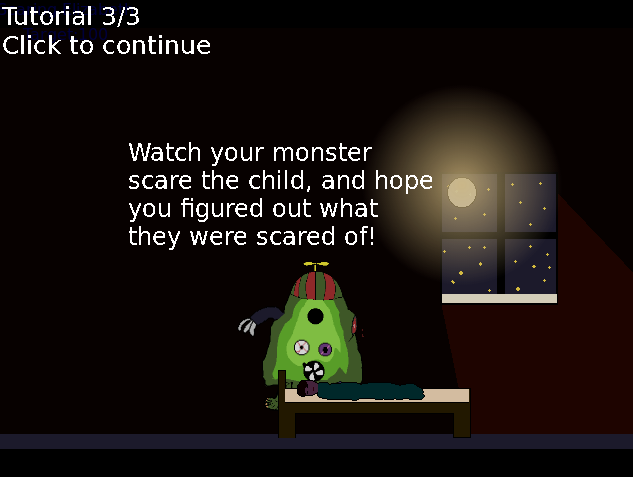 Tutorial 3/3
Click to continue
Watch your monster
scare the child, and hope
you figured out what
they were scared of!